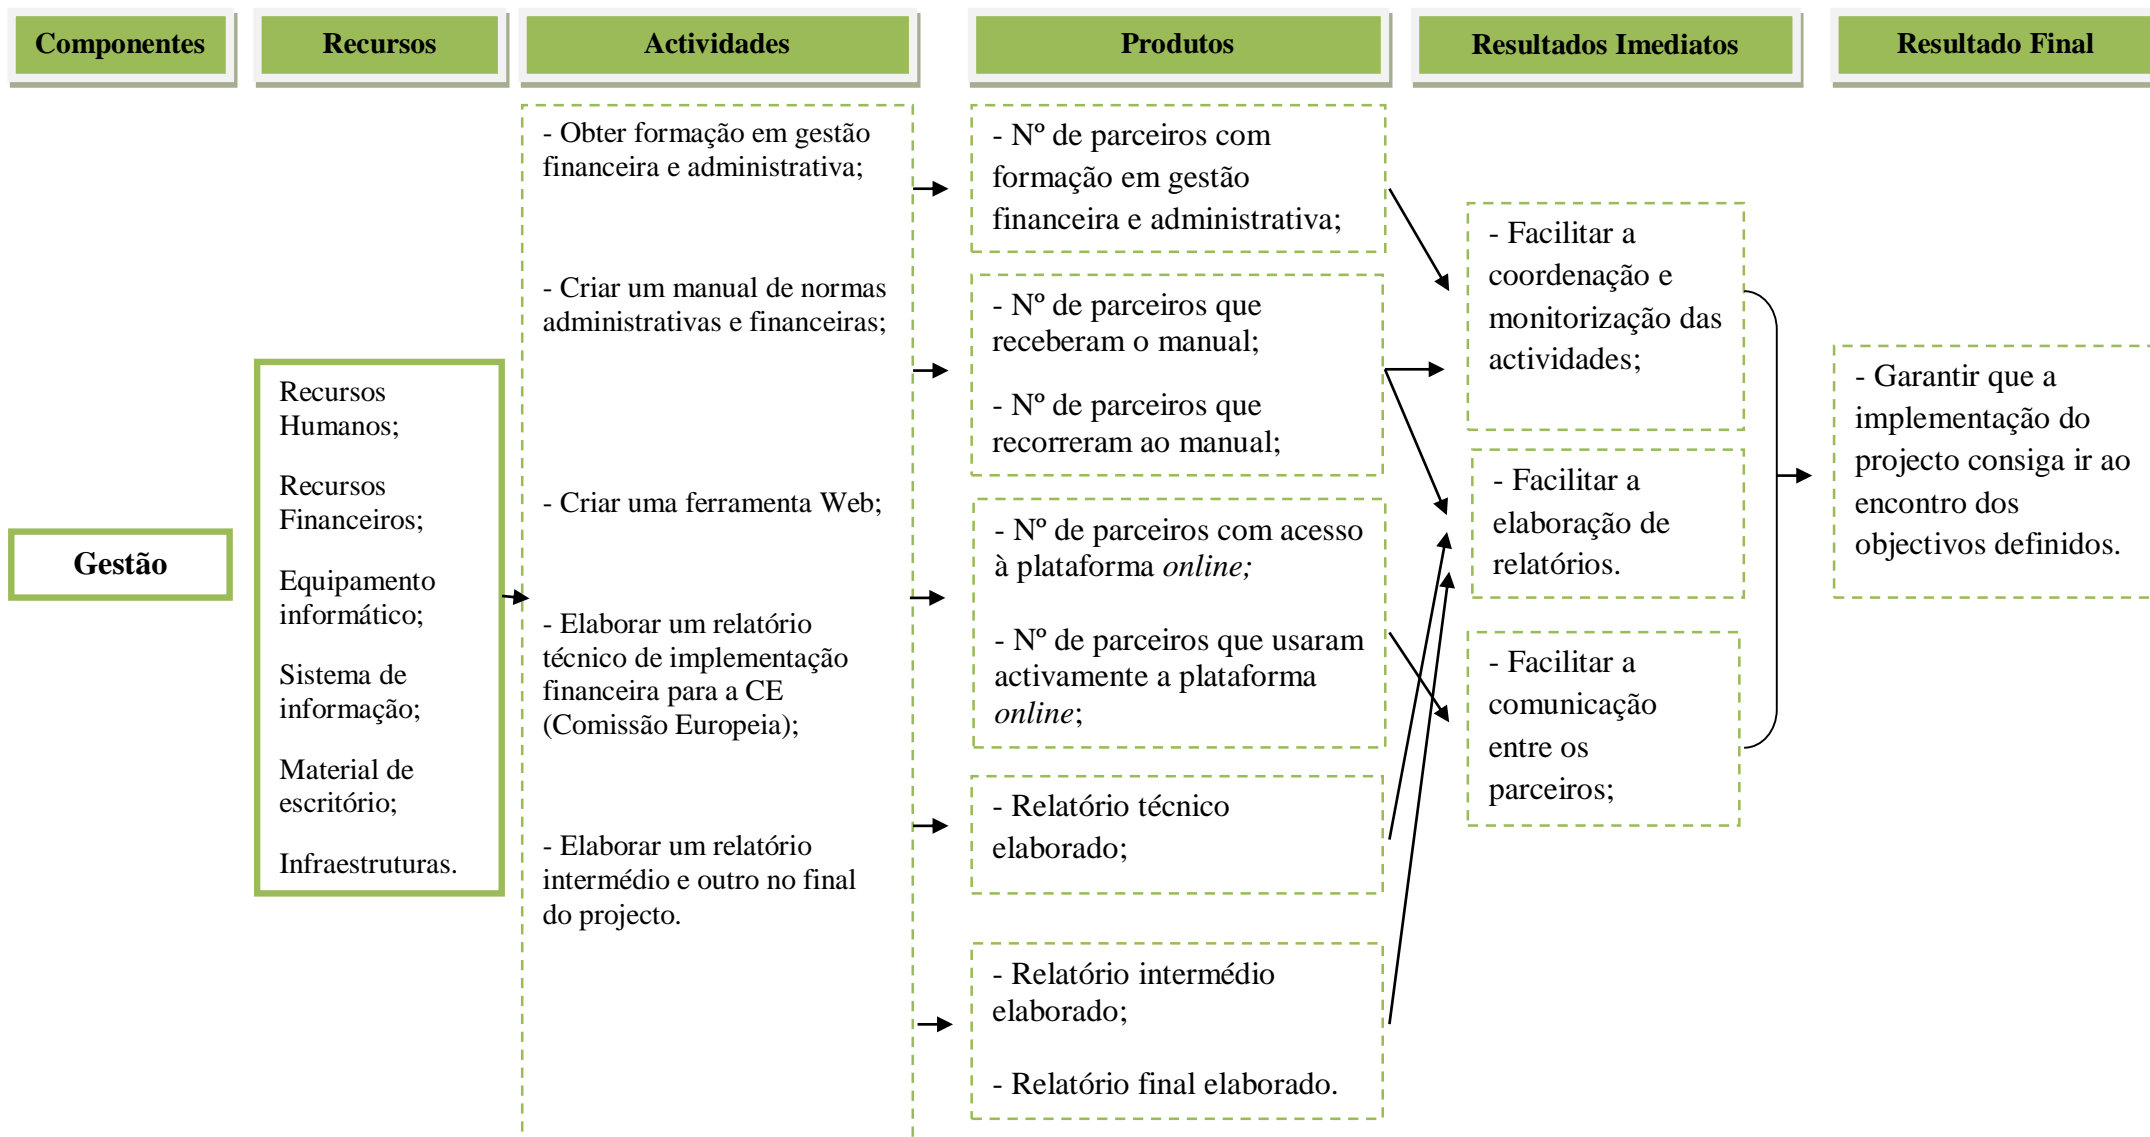 Componentes
Recursos
Actividades
Produtos
Resultados Imediatos
Resultado Final
Gestão
Recursos
Humanos;
Recursos
Financeiros;
Equipamento
informático;
Sistema de
informação;
Material de
escritório;
Infraestruturas.
- Obter formação em gestão
financeira e administrativa;
- Criar um manual de normas
administrativas e financeiras;
- Criar uma ferramenta Web;
- Elaborar um relatório
técnico de implementação
financeira para a CE
(Comissão Europeia);
- Elaborar um relatório
intermédio e outro no final
do projecto.
- Nº de parceiros com
formação em gestão
financeira e administrativa;
- Nº de parceiros que
receberam o manual;
- Nº de parceiros que
recorreram ao manual;
- Nº de parceiros com acesso
à plataforma online;
- Nº de parceiros que usaram
activamente a plataforma
online;
- Relatório técnico
elaborado;
- Relatório intermédio
elaborado;
- Relatório final elaborado.
- Facilitar a
coordenação e
monitorização das
actividades;
- Facilitar a
elaboração de
relatórios.
- Facilitar a
comunicação
entre os
parceiros;
- Garantir que a
implementação do
projecto consiga ir ao
encontro dos
objectivos definidos.